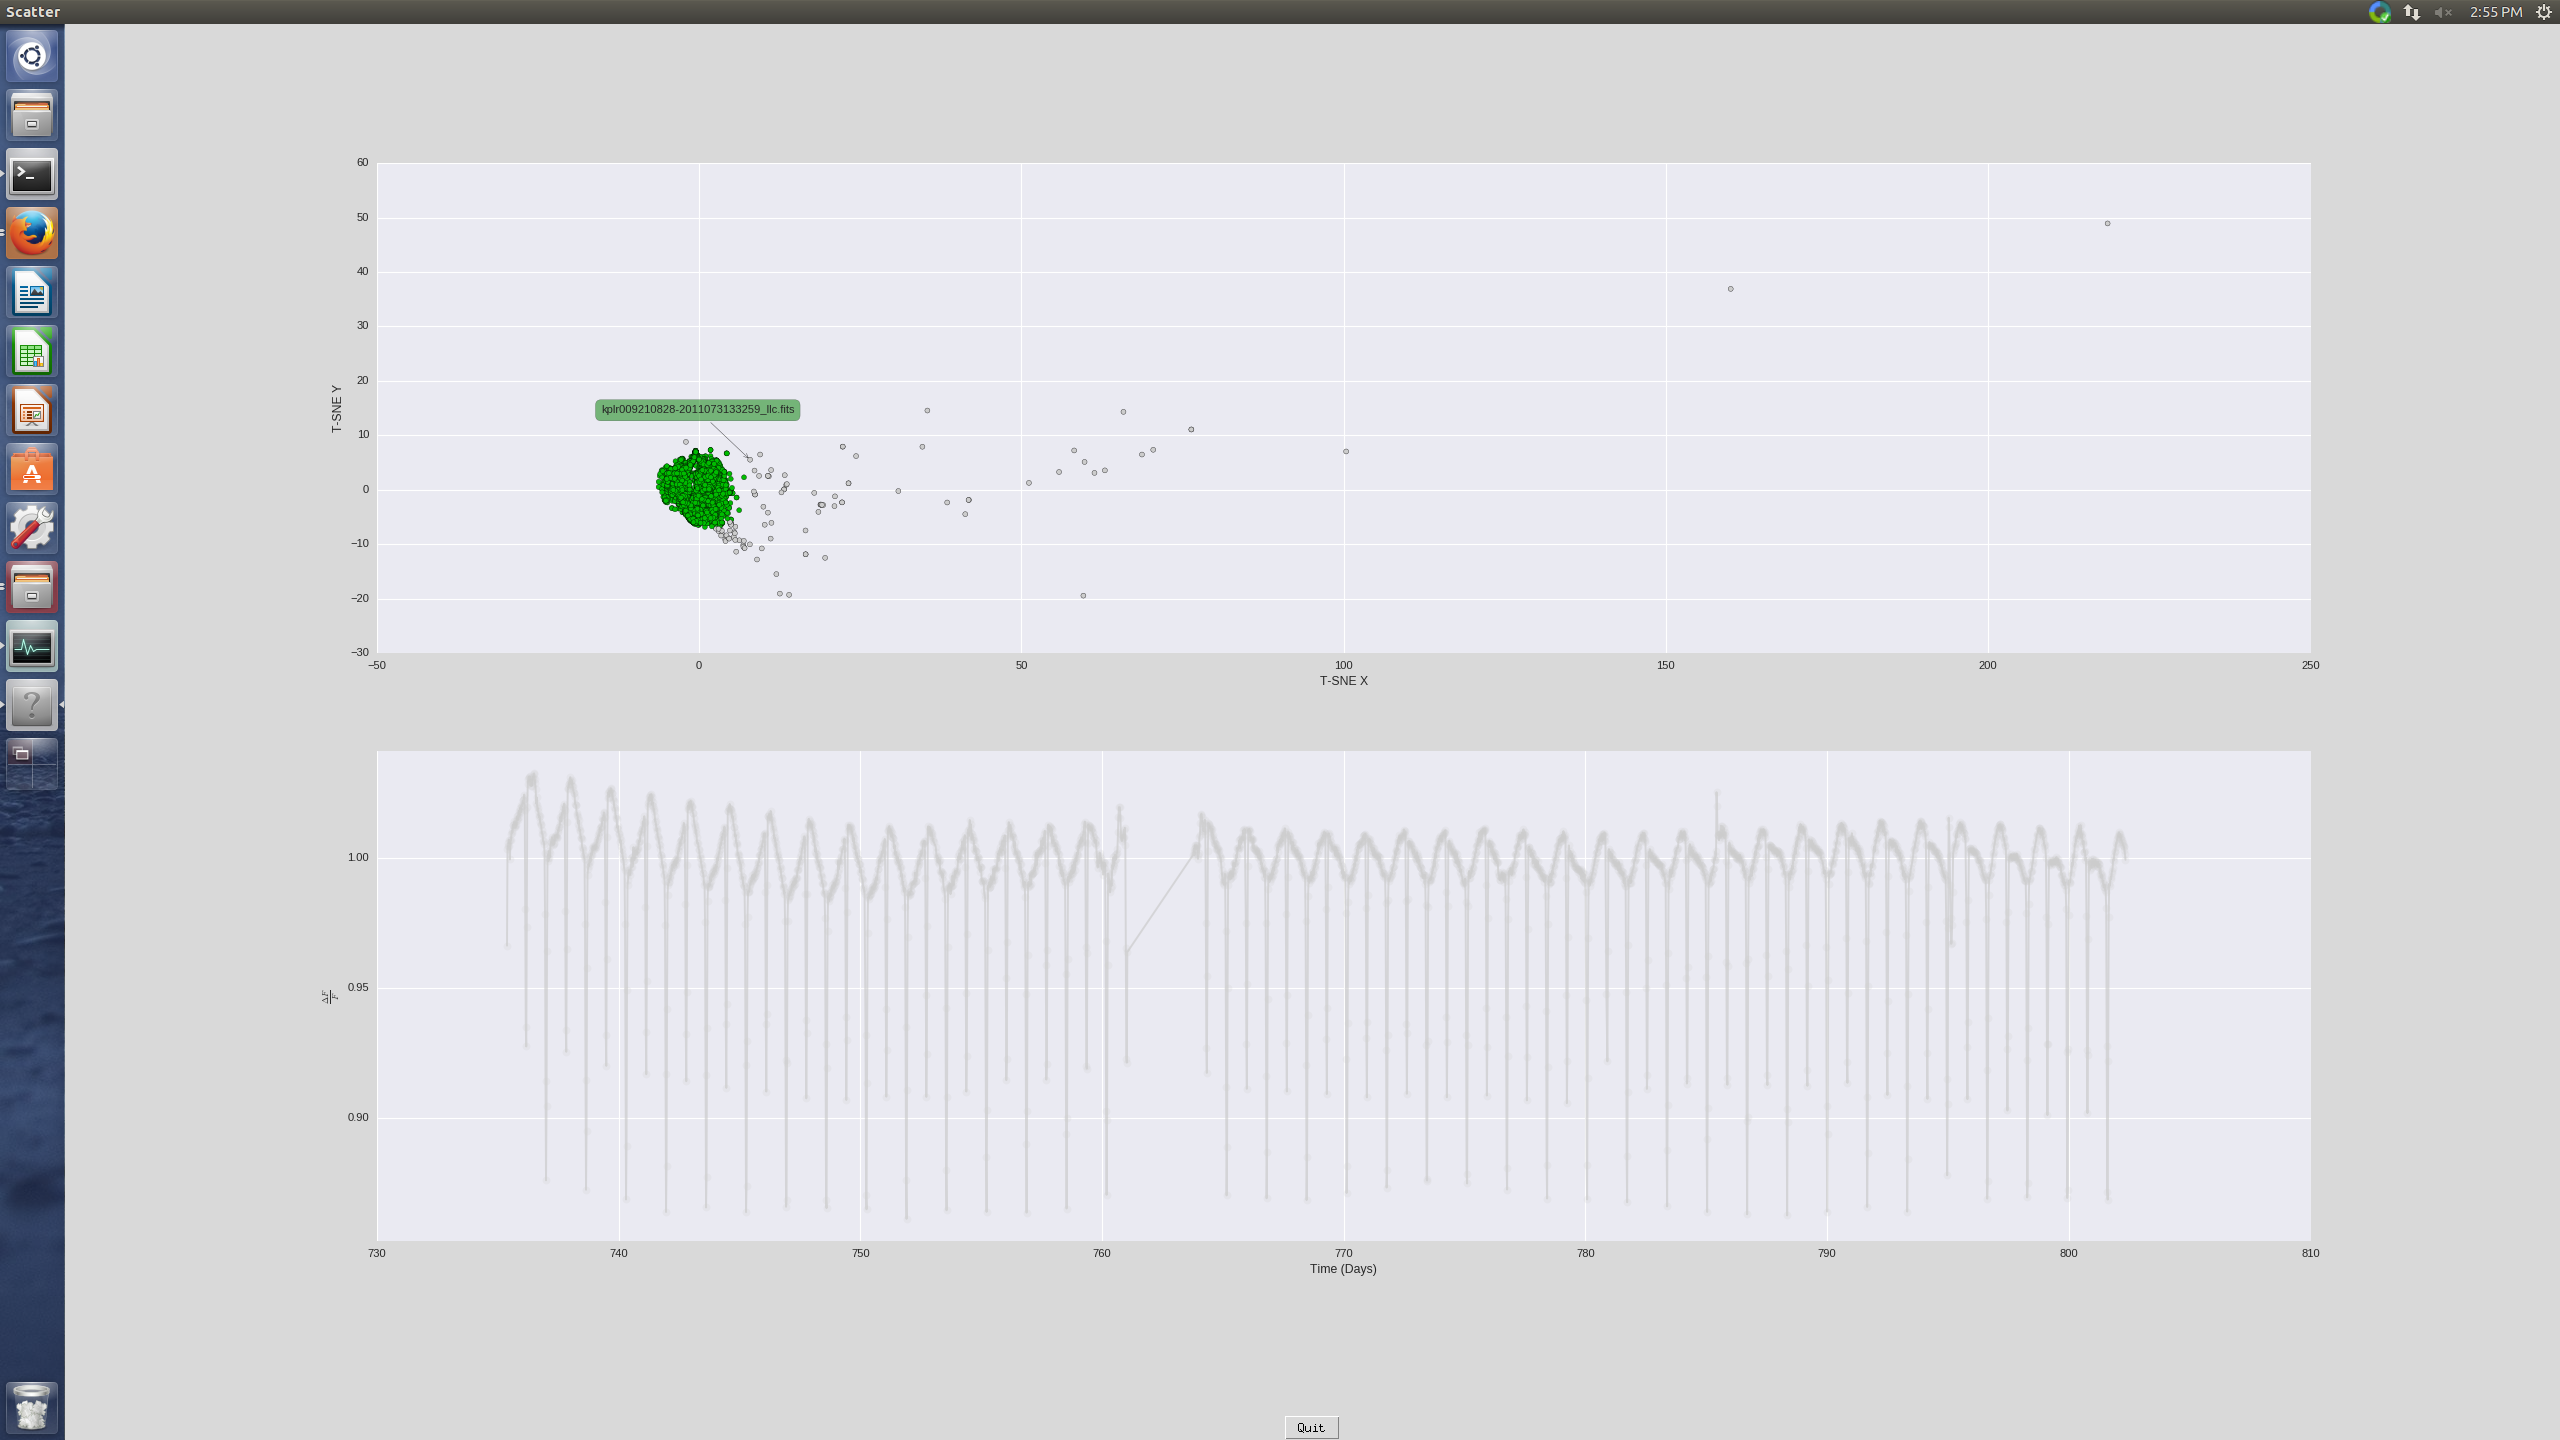 Scatter
2:55 PM
60
50
40
30
20
10
0
−10
−20
−30
T-SNE Y
kplr009210828-2011073133259_llc.fits
−50 0 50 100 150 200 250
T-SNE X
1.00
0.95
0.90
ΔF
F
730 740 750 760 770 780 790 800 810
Time (Days)
Quit